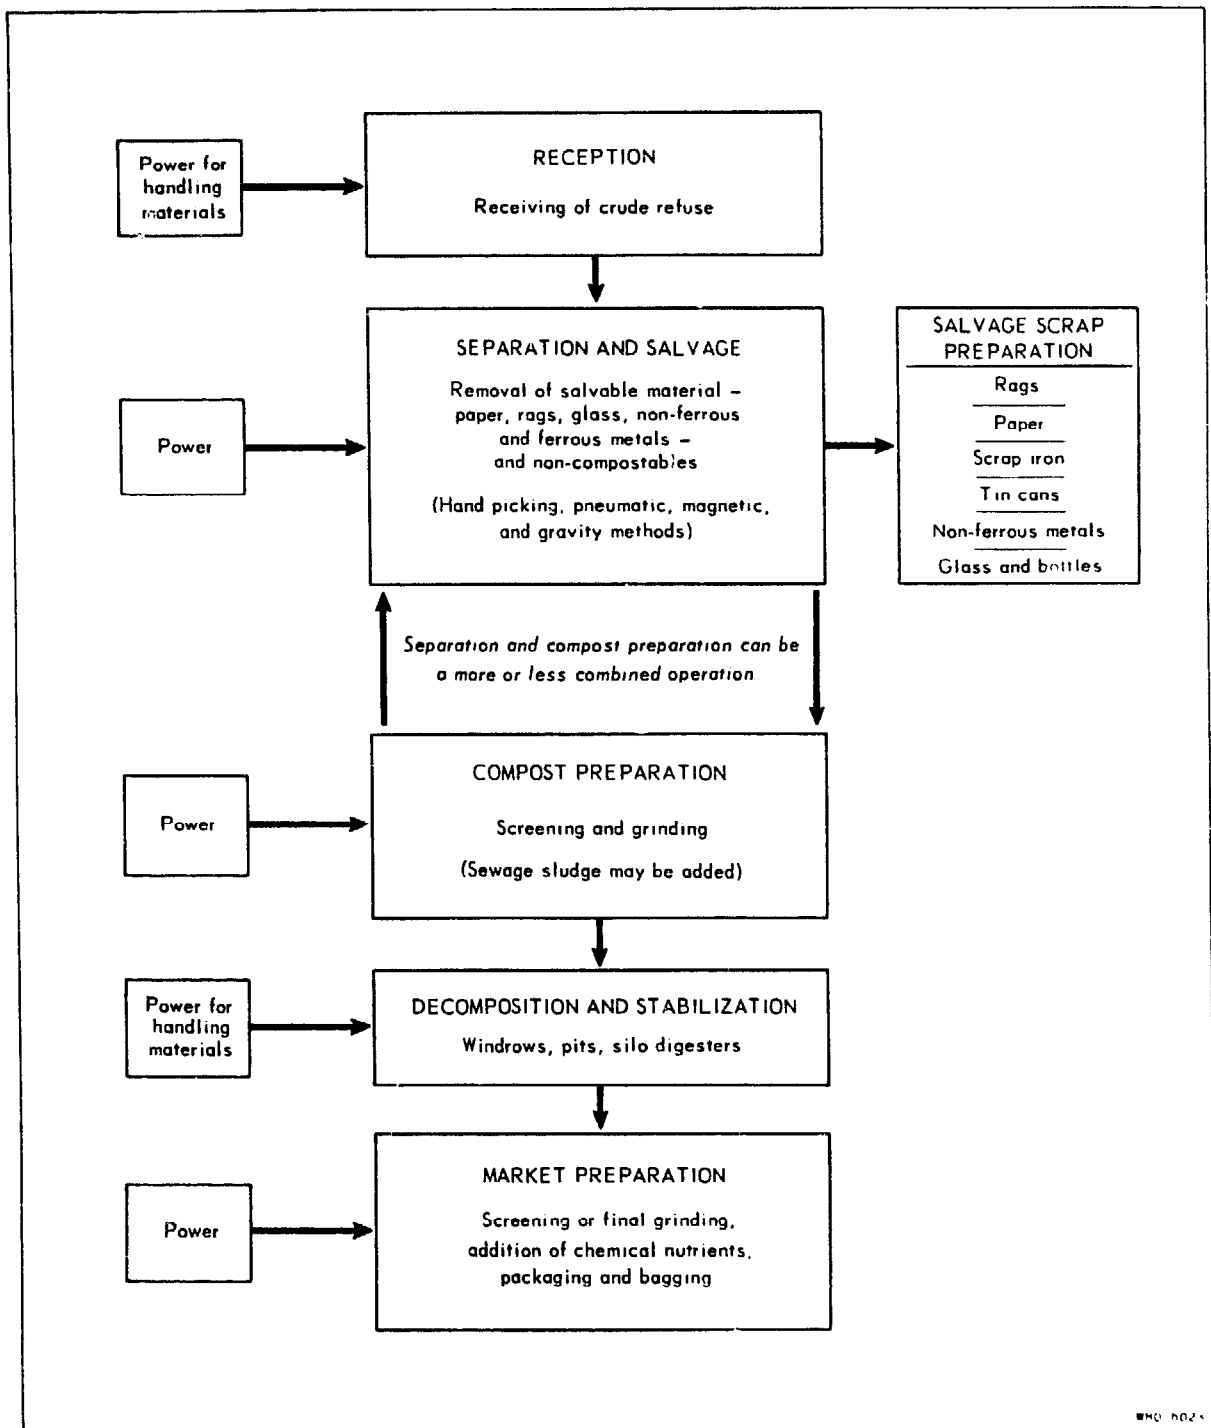 Power for
handling
materials
RECEPTION
Receiving of crude refuse
Power
SEPARATION AND SALVAGE
Removal of salvable material –
paper, rags, glass, non-ferrous
and ferrous metals –
and non-compostables
(Hand picking, pneumatic, magnetic,
and gravity methods)
SALVAGE SCRAP
PREPARATION
Rags
Paper
Scrap iron
Tin cans
Non-ferrous metals
Glass and bottles
Separation and compost preparation can be
a more or less combined operation
Power
COMPOST PREPARATION
Screening and grinding
(Sewage sludge may be added)
Power for
handling
materials
DECOMPOSITION AND STABILIZATION
Windrows, pits, silo digesters
Power
MARKET PREPARATION
Screening or final grinding,
addition of chemical nutrients,
packaging and bagging
WHO